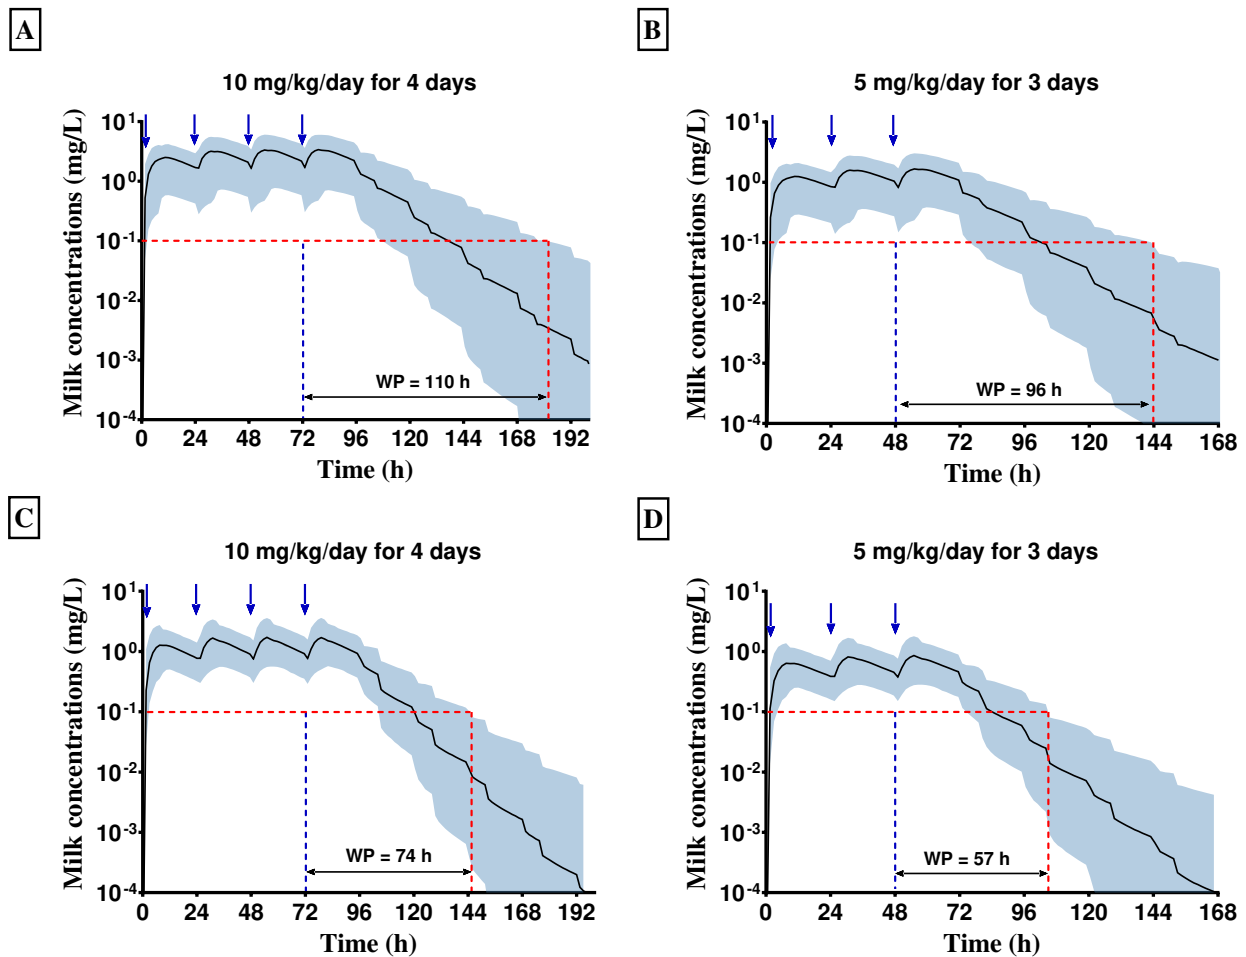 A
10 mg/kg/day for 4 days
Milk concentrations (mg/L)
10^1
10^0
10^-1
10^-2
10^-3
10^-4
WP = 110 h
0 24 48 72 96 120 144 168 192
Time (h)
B
5 mg/kg/day for 3 days
Milk concentrations (mg/L)
10^1
10^0
10^-1
10^-2
10^-3
10^-4
WP = 96 h
0 24 48 72 96 120 144 168
Time (h)
C
10 mg/kg/day for 4 days
Milk concentrations (mg/L)
10^1
10^0
10^-1
10^-2
10^-3
10^-4
WP = 74 h
0 24 48 72 96 120 144 168 192
Time (h)
D
5 mg/kg/day for 3 days
Milk concentrations (mg/L)
10^1
10^0
10^-1
10^-2
10^-3
10^-4
WP = 57 h
0 24 48 72 96 120 144 168
Time (h)